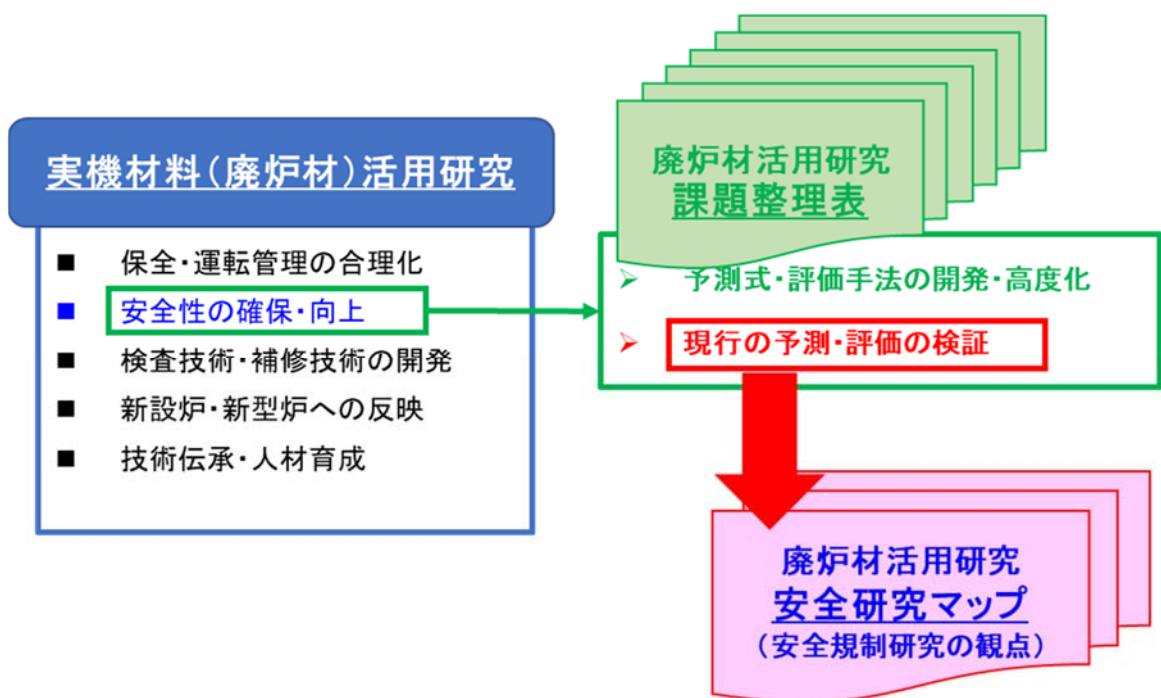 実機材料(廃炉材)活用研究
■ 保全・運転管理の合理化
■ 安全性の確保・向上
■ 検査技術・補修技術の開発
■ 新設炉・新型炉への反映
■ 技術伝承・人材育成
廃炉材活用研究
課題整理表
➢ 予測式・評価手法の開発・高度化
➢ 現行の予測・評価の検証
廃炉材活用研究
安全研究マップ
(安全規制研究の観点)